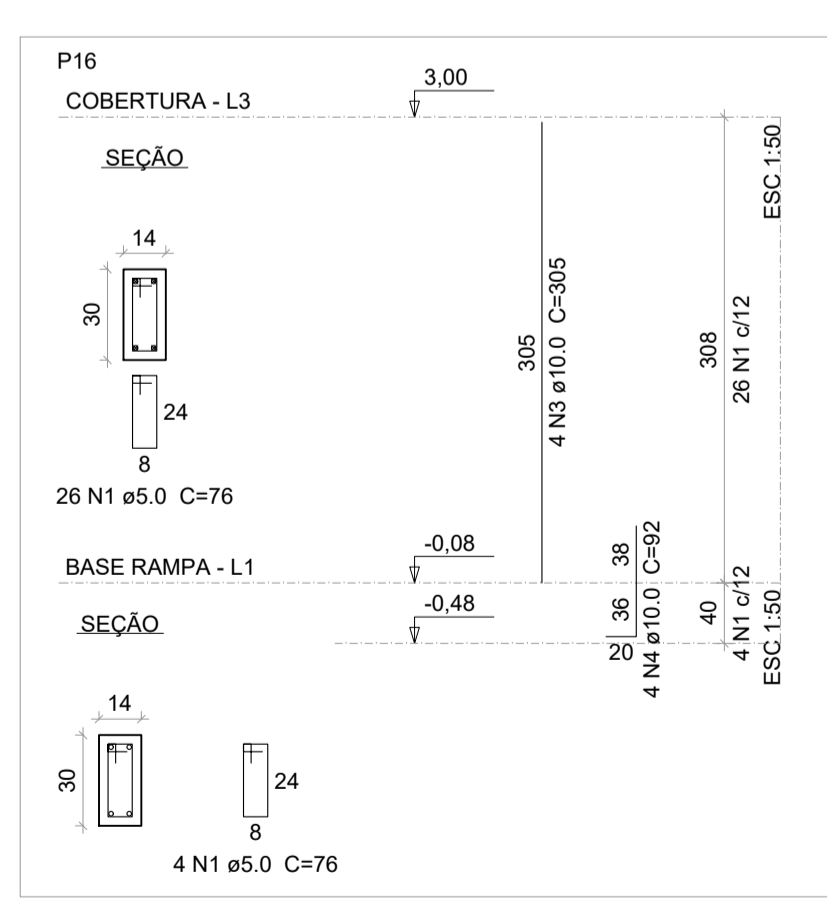 P16
COBERTURA - L3
3,00
SEÇÃO
ESC 1:50
14
30
24
8
26 N1 ø5.0 C=76
305
4 N3 ø10.0 C=305
308
26 N1 c/12
BASE RAMPA - L1
-0,08
SEÇÃO
-0,48
38
36
20
4 N4 ø10.0 C=92
40
4 N1 c/12
ESC 1:50
14
30
24
8
4 N1 ø5.0 C=76